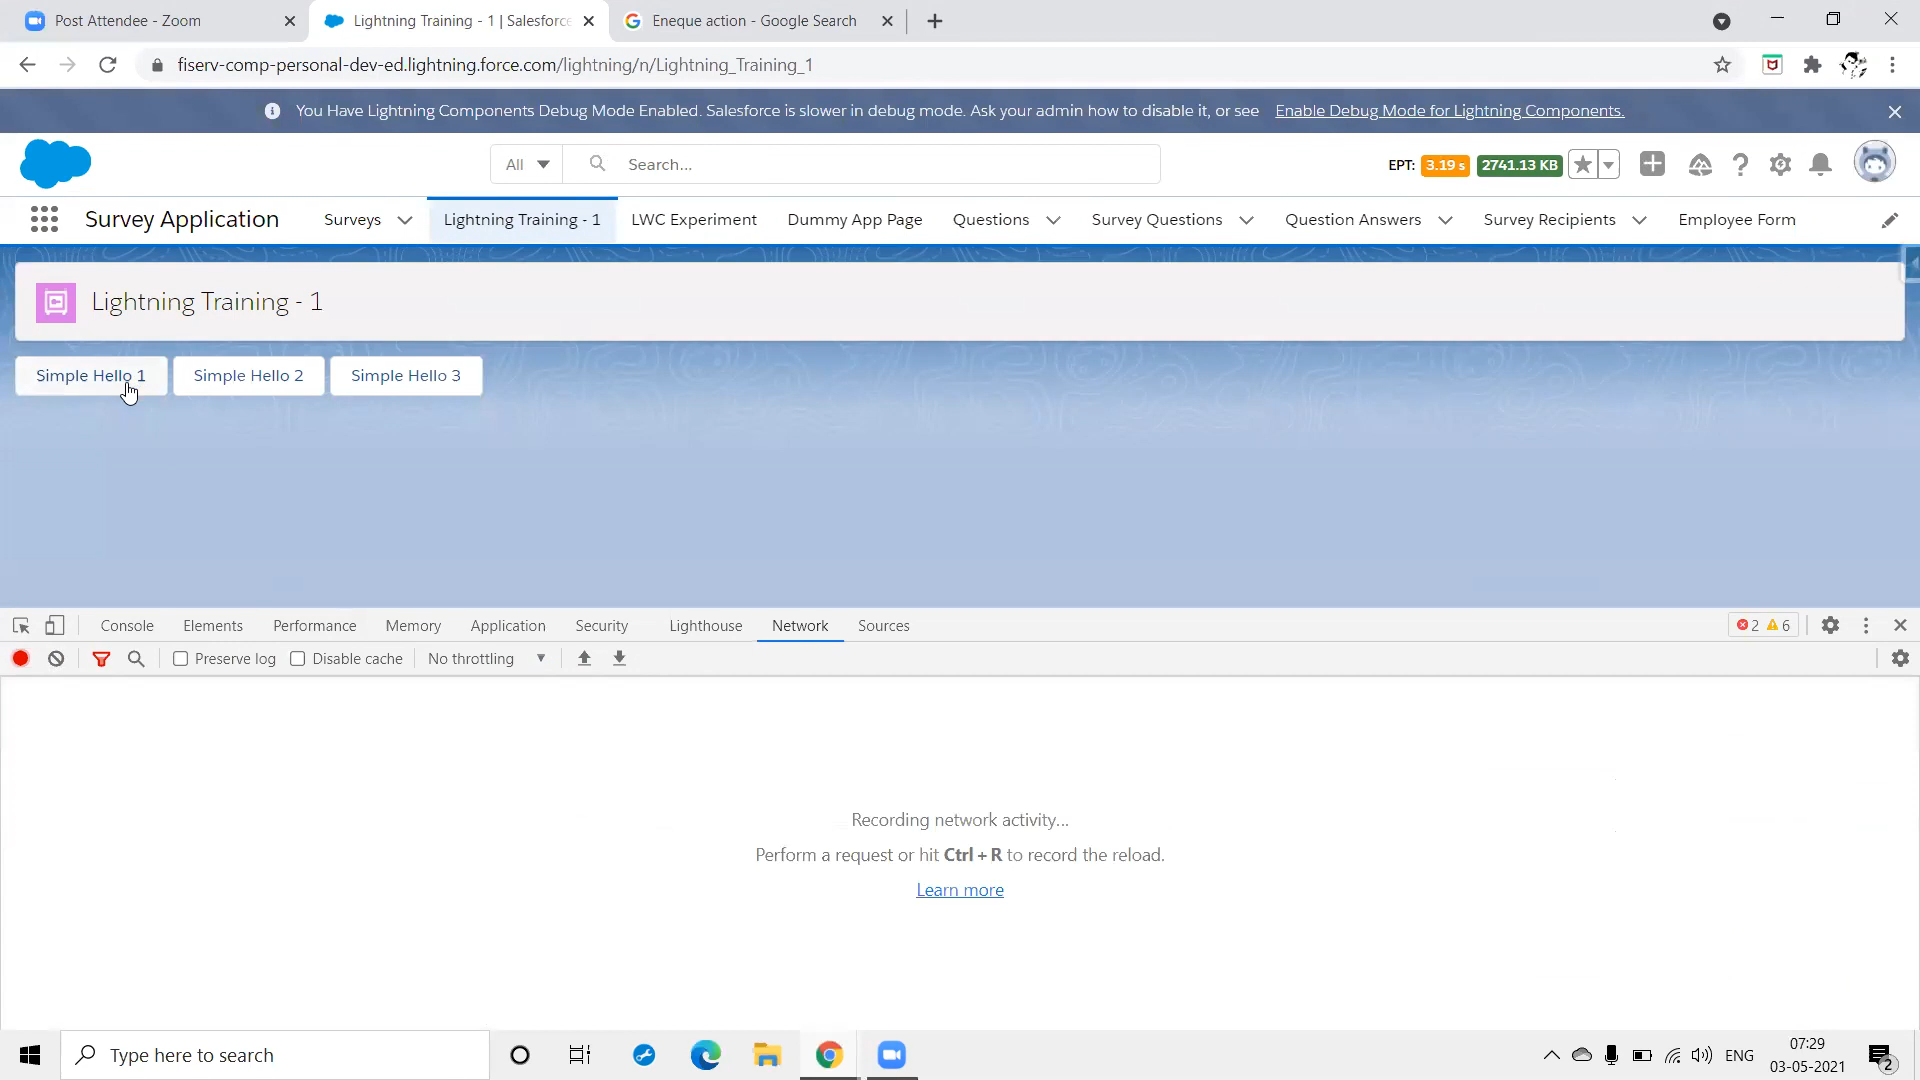 Post Attendee - Zoom
Lightning Training - 1 | Salesforce
Eneque action - Google Search
fiserv-comp-personal-dev-ed.lightning.force.com/lightning/n/Lightning_Training_1
You Have Lightning Components Debug Mode Enabled. Salesforce is slower in debug mode. Ask your admin how to disable it, or see Enable Debug Mode for Lightning Components.
All
Search...
EPT: 3.19 s 2741.13 KB
Survey Application
Surveys
Lightning Training - 1
LWC Experiment
Dummy App Page
Questions
Survey Questions
Question Answers
Survey Recipients
Employee Form
Lightning Training - 1
Simple Hello 1
Simple Hello 2
Simple Hello 3
Console
Elements
Performance
Memory
Application
Security
Lighthouse
Network
Sources
2
6
Preserve log
Disable cache
No throttling
Recording network activity...
Perform a request or hit Ctrl + R to record the reload.
Learn more
Type here to search
ENG
07:29
03-05-2021
2